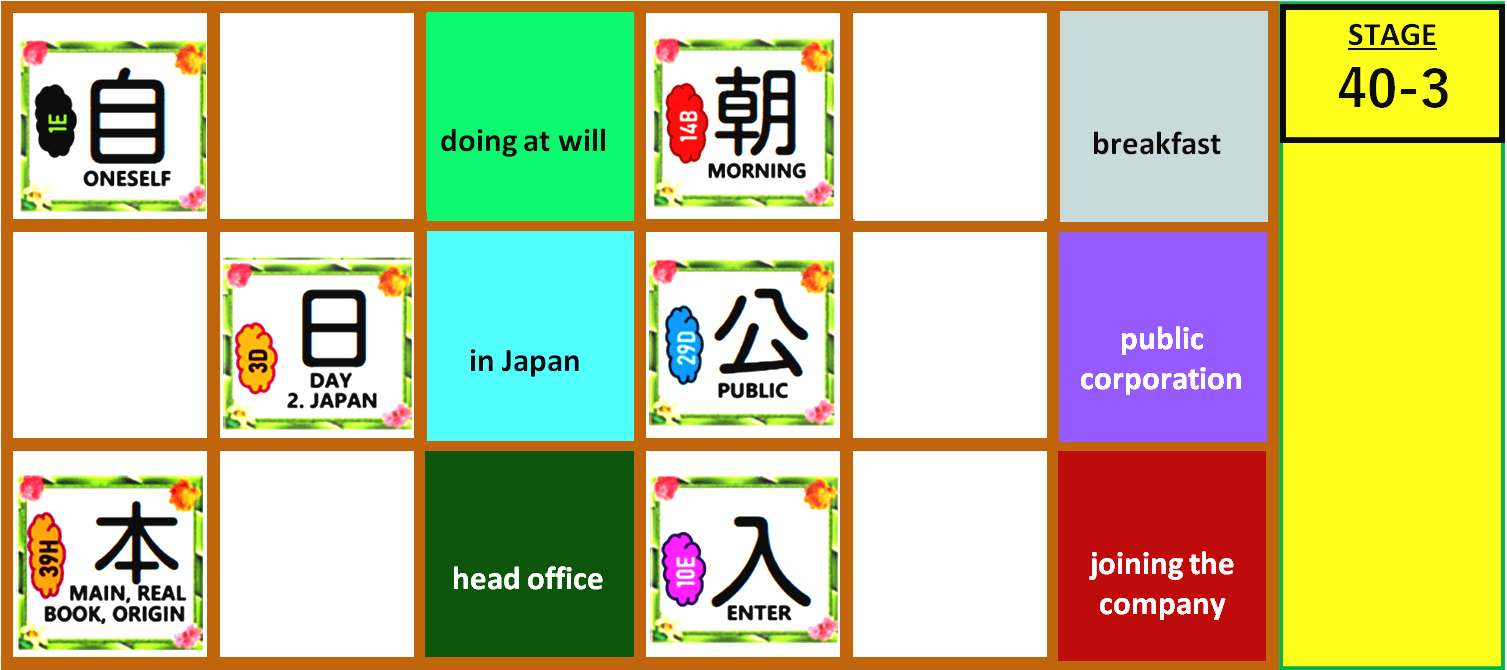 1E
自
ONESELF
doing at will
14B
朝
MORNING
breakfast
STAGE
40-3
3D
日
DAY
2. JAPAN
in Japan
29D
公
PUBLIC
public
corporation
39H
本
MAIN, REAL
BOOK, ORIGIN
head office
10E
入
ENTER
joining the
company